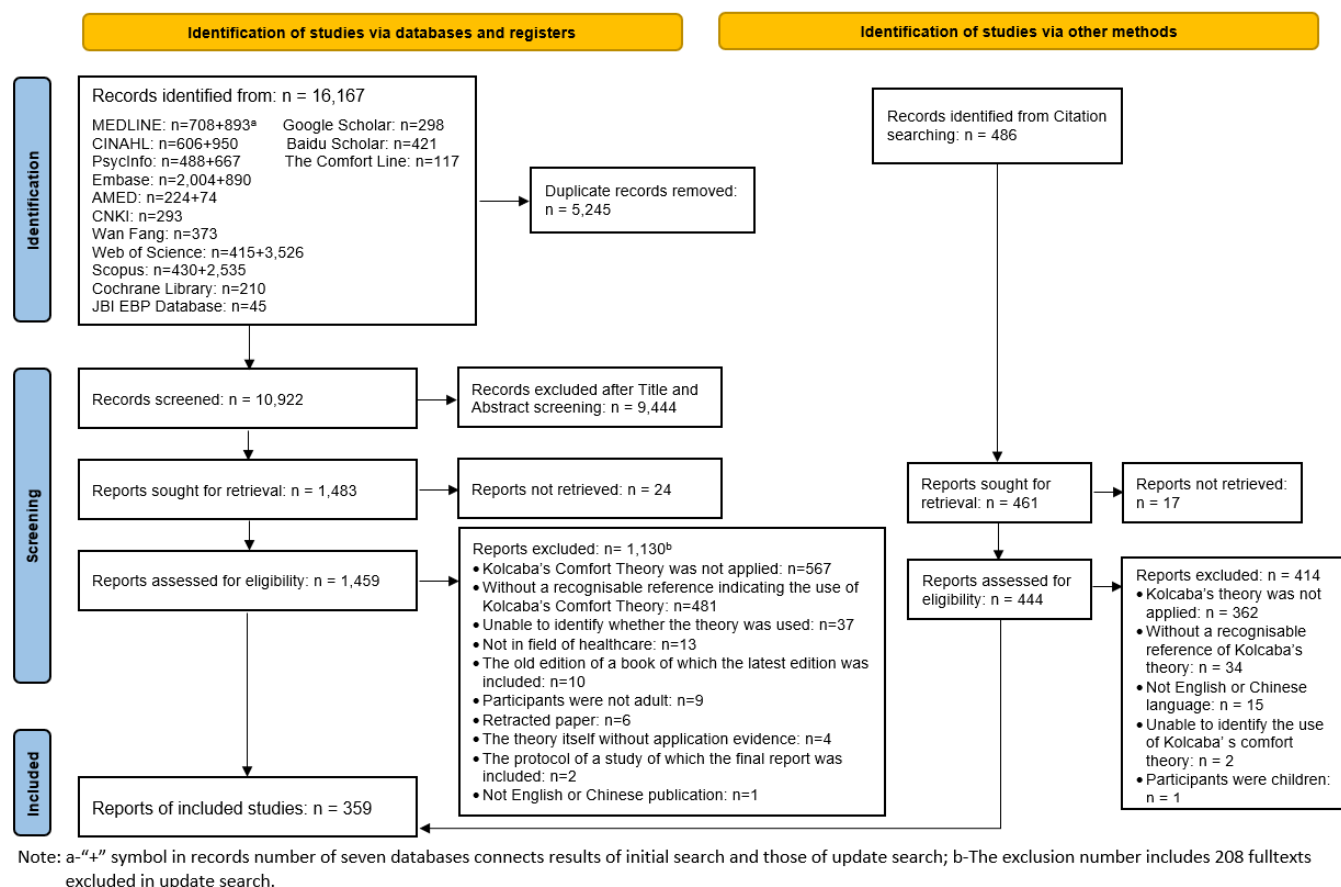 Identification of studies via databases and registers
Identification of studies via other methods
Identification
Records identified from: n = 16,167
MEDLINE: n=708+893ª Google Scholar: n=298
CINAHL: n=606+950 Baidu Scholar: n=421
PsycInfo: n=488+667 The Comfort Line: n=117
Embase: n=2,004+890
AMED: n=224+74
CNKI: n=293
Wan Fang: n=373
Web of Science: n=415+3,526
Scopus: n=430+2,535
Cochrane Library: n=210
JBI EBP Database: n=45
Duplicate records removed:
n = 5,245
Records identified from Citation
searching: n = 486
Screening
Records screened: n = 10,922
Records excluded after Title and
Abstract screening: n = 9,444
Reports sought for retrieval: n = 1,483
Reports not retrieved: n = 24
Reports sought for
retrieval: n = 461
Reports not retrieved:
n = 17
Reports assessed for eligibility: n = 1,459
Reports excluded: n= 1,130ᵇ
• Kolcaba's Comfort Theory was not applied: n=567
• Without a recognisable reference indicating the use of
Kolcaba's Comfort Theory: n=481
• Unable to identify whether the theory was used: n=37
• Not in field of healthcare: n=13
• The old edition of a book of which the latest edition was
included: n=10
• Participants were not adult: n=9
• Retracted paper: n=6
• The theory itself without application evidence: n=4
• The protocol of a study of which the final report was
included: n=2
• Not English or Chinese publication: n=1
Reports assessed for
eligibility: n = 444
Reports excluded: n = 414
• Kolcaba's theory was not
applied: n = 362
• Without a recognisable
reference of Kolcaba's
theory: n = 34
• Not English or Chinese
language: n = 15
• Unable to identify the use
of Kolcaba' s comfort
theory: n = 2
• Participants were children:
n = 1
Included
Reports of included studies: n = 359
Note: a-"+" symbol in records number of seven databases connects results of initial search and those of update search; b-The exclusion number includes 208 fulltexts
excluded in update search.